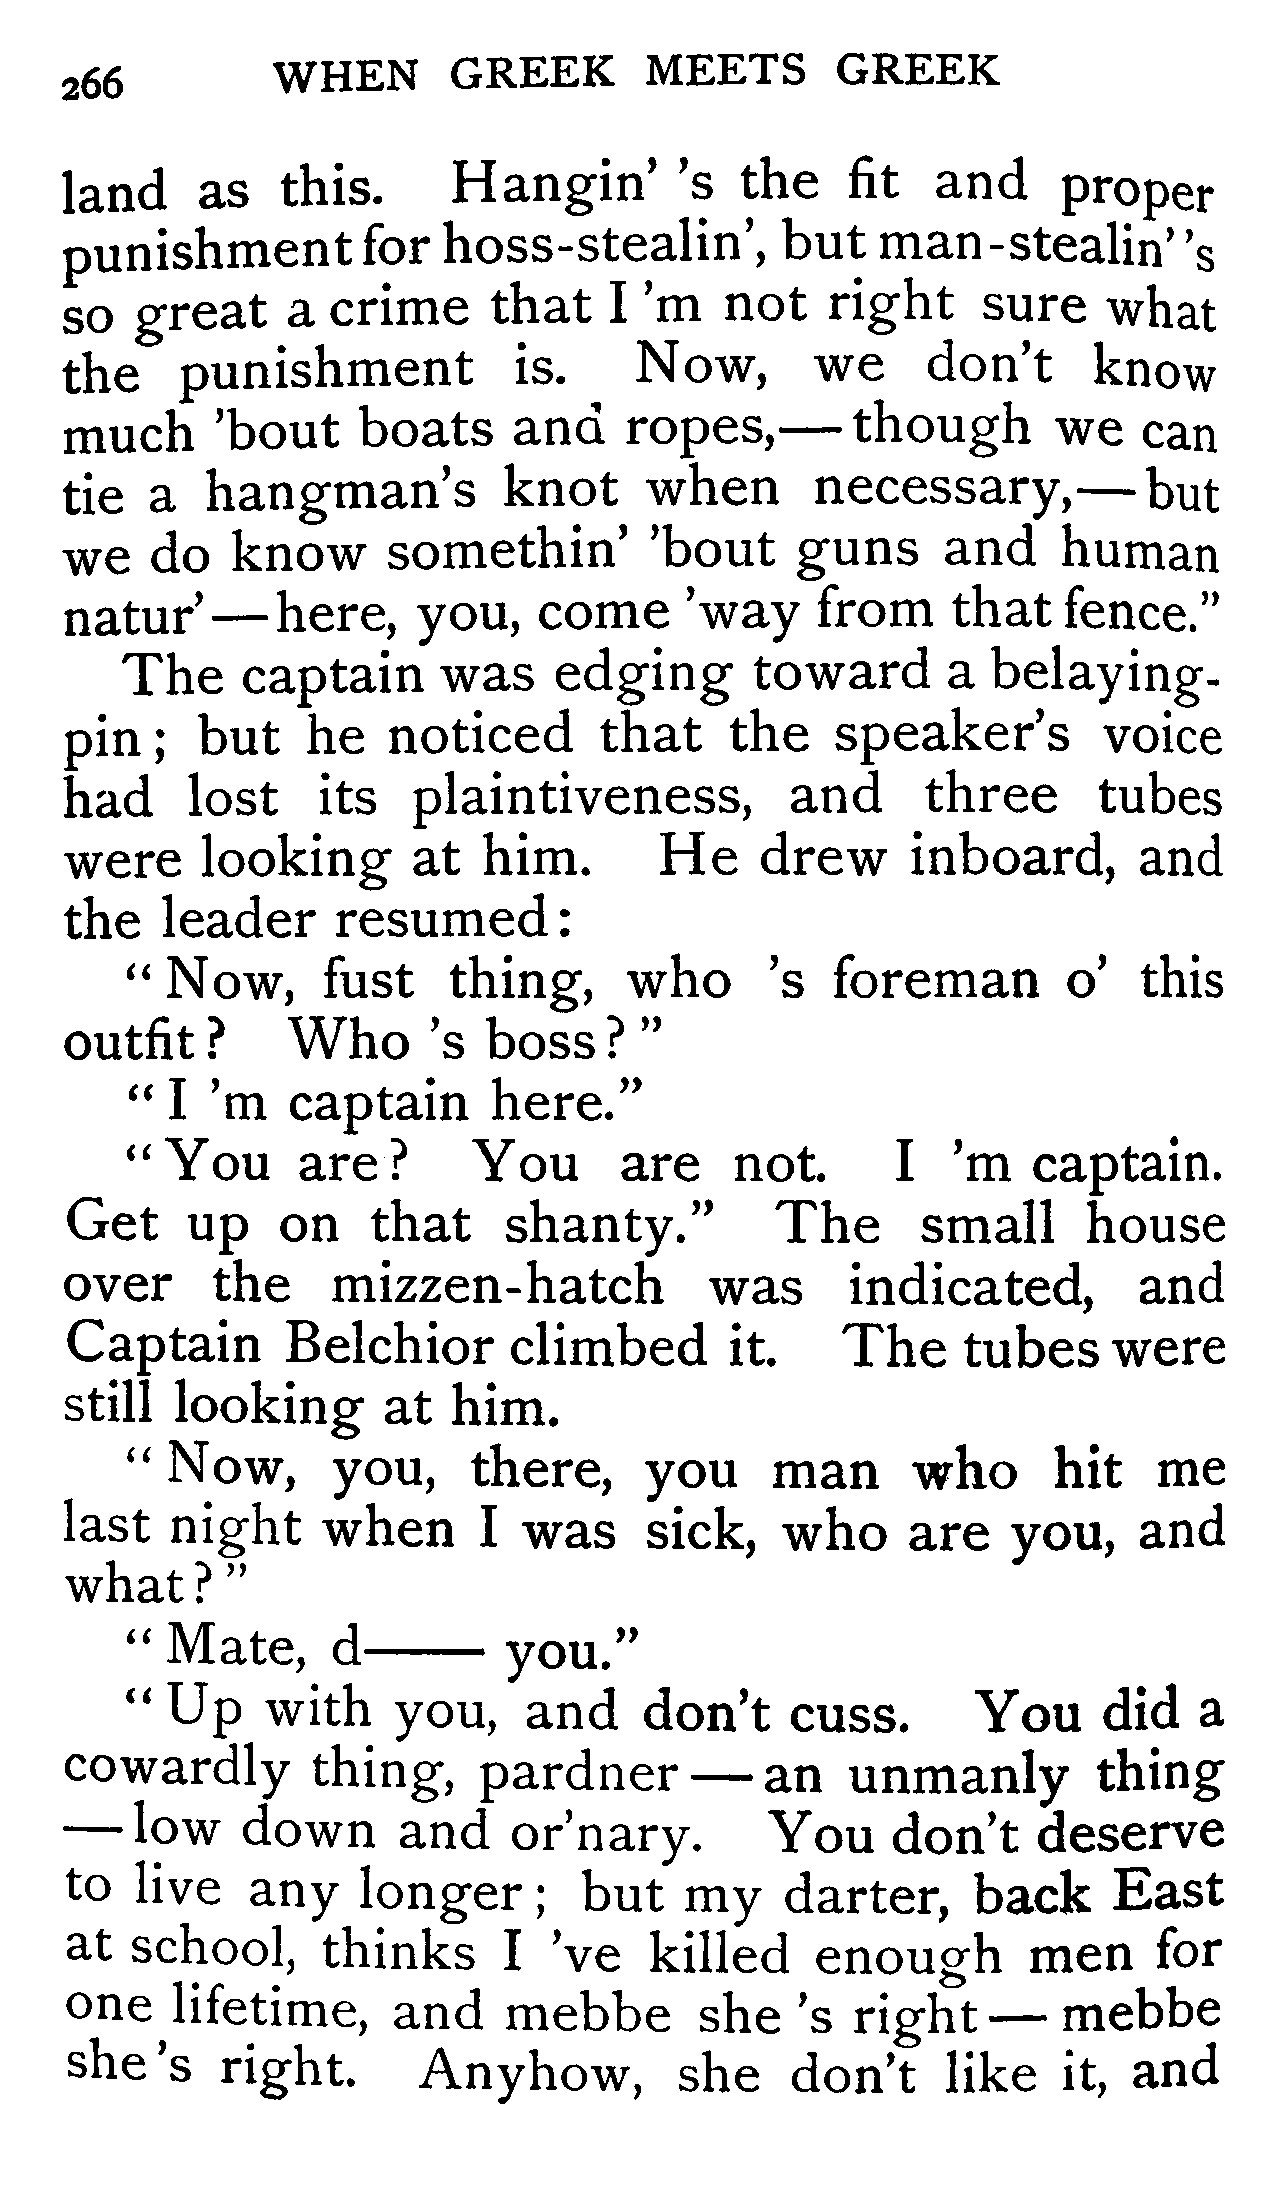 266 WHEN GREEK MEETS GREEK
land as this. Hangin' 's the fit and proper
punishment for hoss-stealin', but man-stealin' 's
so great a crime that I 'm not right sure what
the punishment is. Now, we don't know
much 'bout boats and ropes,—though we can
tie a hangman's knot when necessary,—but
we do know somethin' 'bout guns and human
natur'—here, you, come 'way from that fence."
The captain was edging toward a belaying-
pin; but he noticed that the speaker's voice
had lost its plaintiveness, and three tubes
were looking at him. He drew inboard, and
the leader resumed:
"Now, fust thing, who 's foreman o' this
outfit? Who 's boss?"
"I 'm captain here."
"You are? You are not. I 'm captain.
Get up on that shanty." The small house
over the mizzen-hatch was indicated, and
Captain Belchior climbed it. The tubes were
still looking at him.
"Now, you, there, you man who hit me
last night when I was sick, who are you, and
what?"
"Mate, d—— you."
"Up with you, and don't cuss. You did a
cowardly thing, pardner—an unmanly thing
—low down and or'nary. You don't deserve
to live any longer; but my darter, back East
at school, thinks I 've killed enough men for
one lifetime, and mebbe she 's right—mebbe
she 's right. Anyhow, she don't like it, and